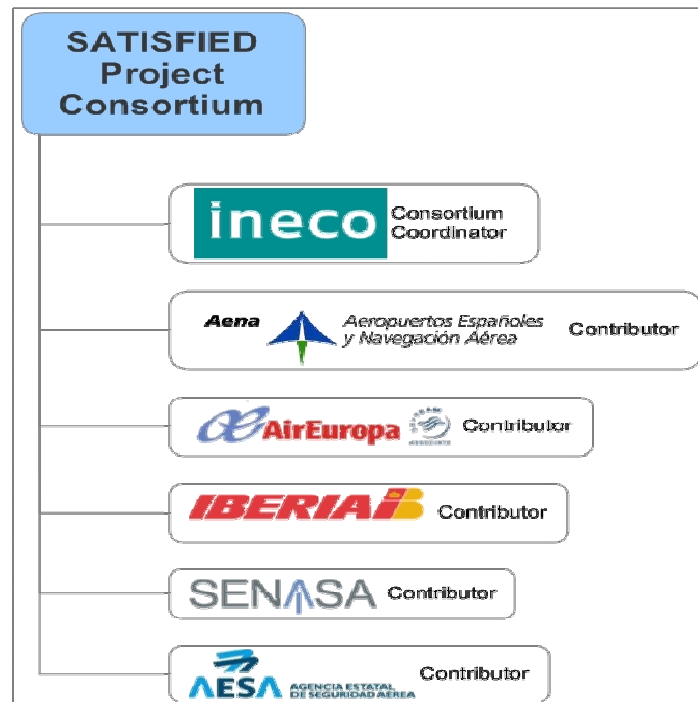 SATISFIED
Project
Consortium
ineco
Consortium
Coordinator
Aena
Aeropuertos Españoles
y Navegación Aérea
Contributor
AirEuropa
Contributor
IBERIA
Contributor
SENASA
Contributor
AESA
AGENCIA ESTATAL
DE SEGURIDAD AÉREA
Contributor